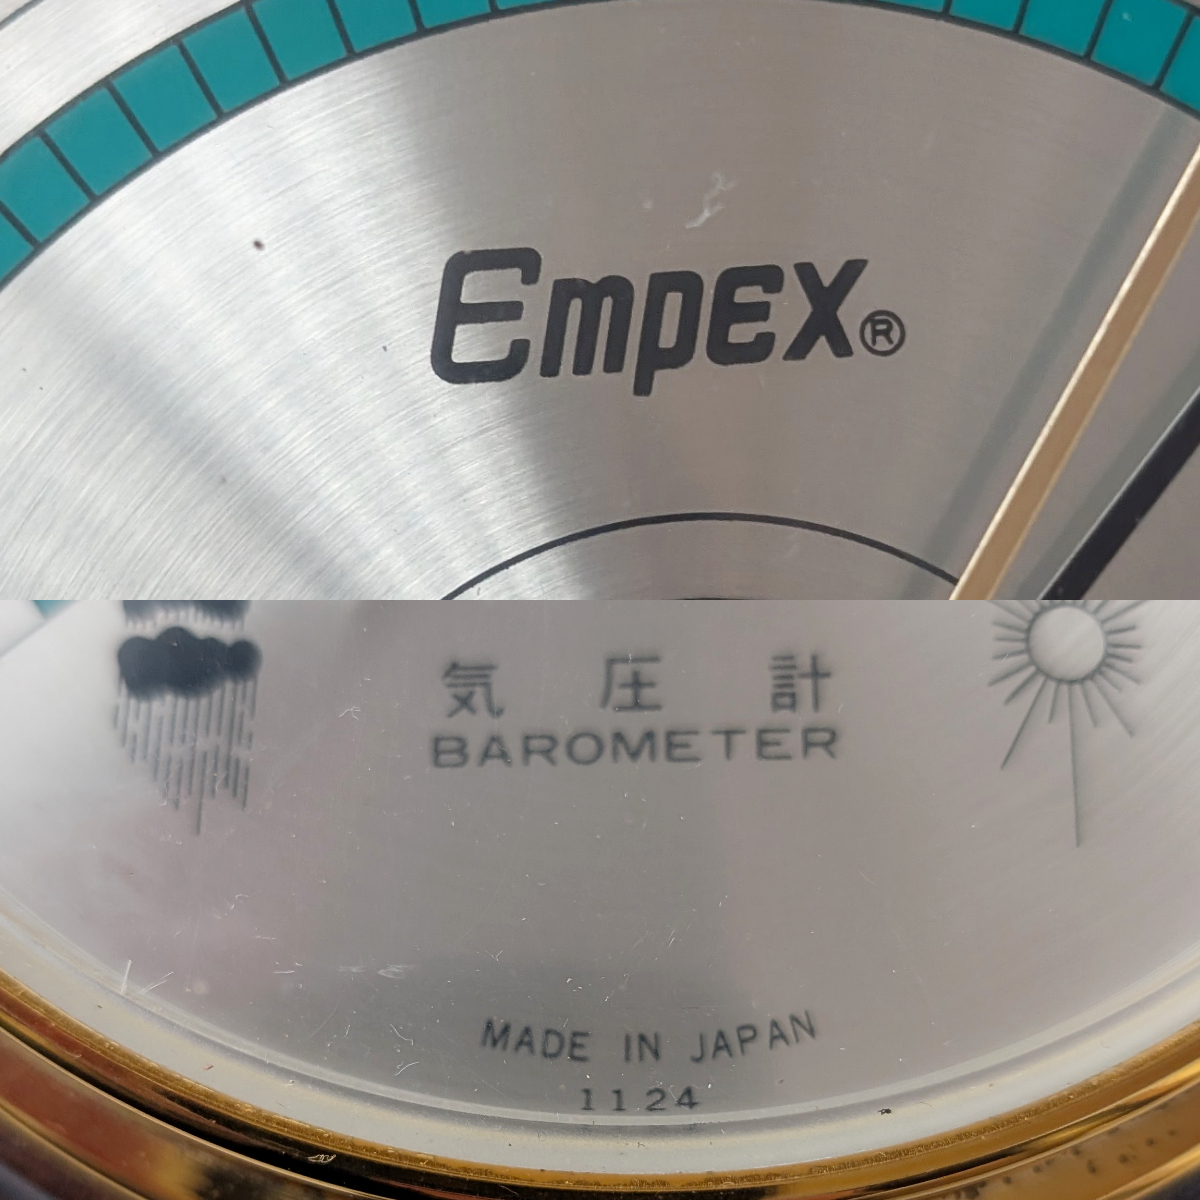 Empex®
気圧計
BAROMETER
MADE IN JAPAN
1124